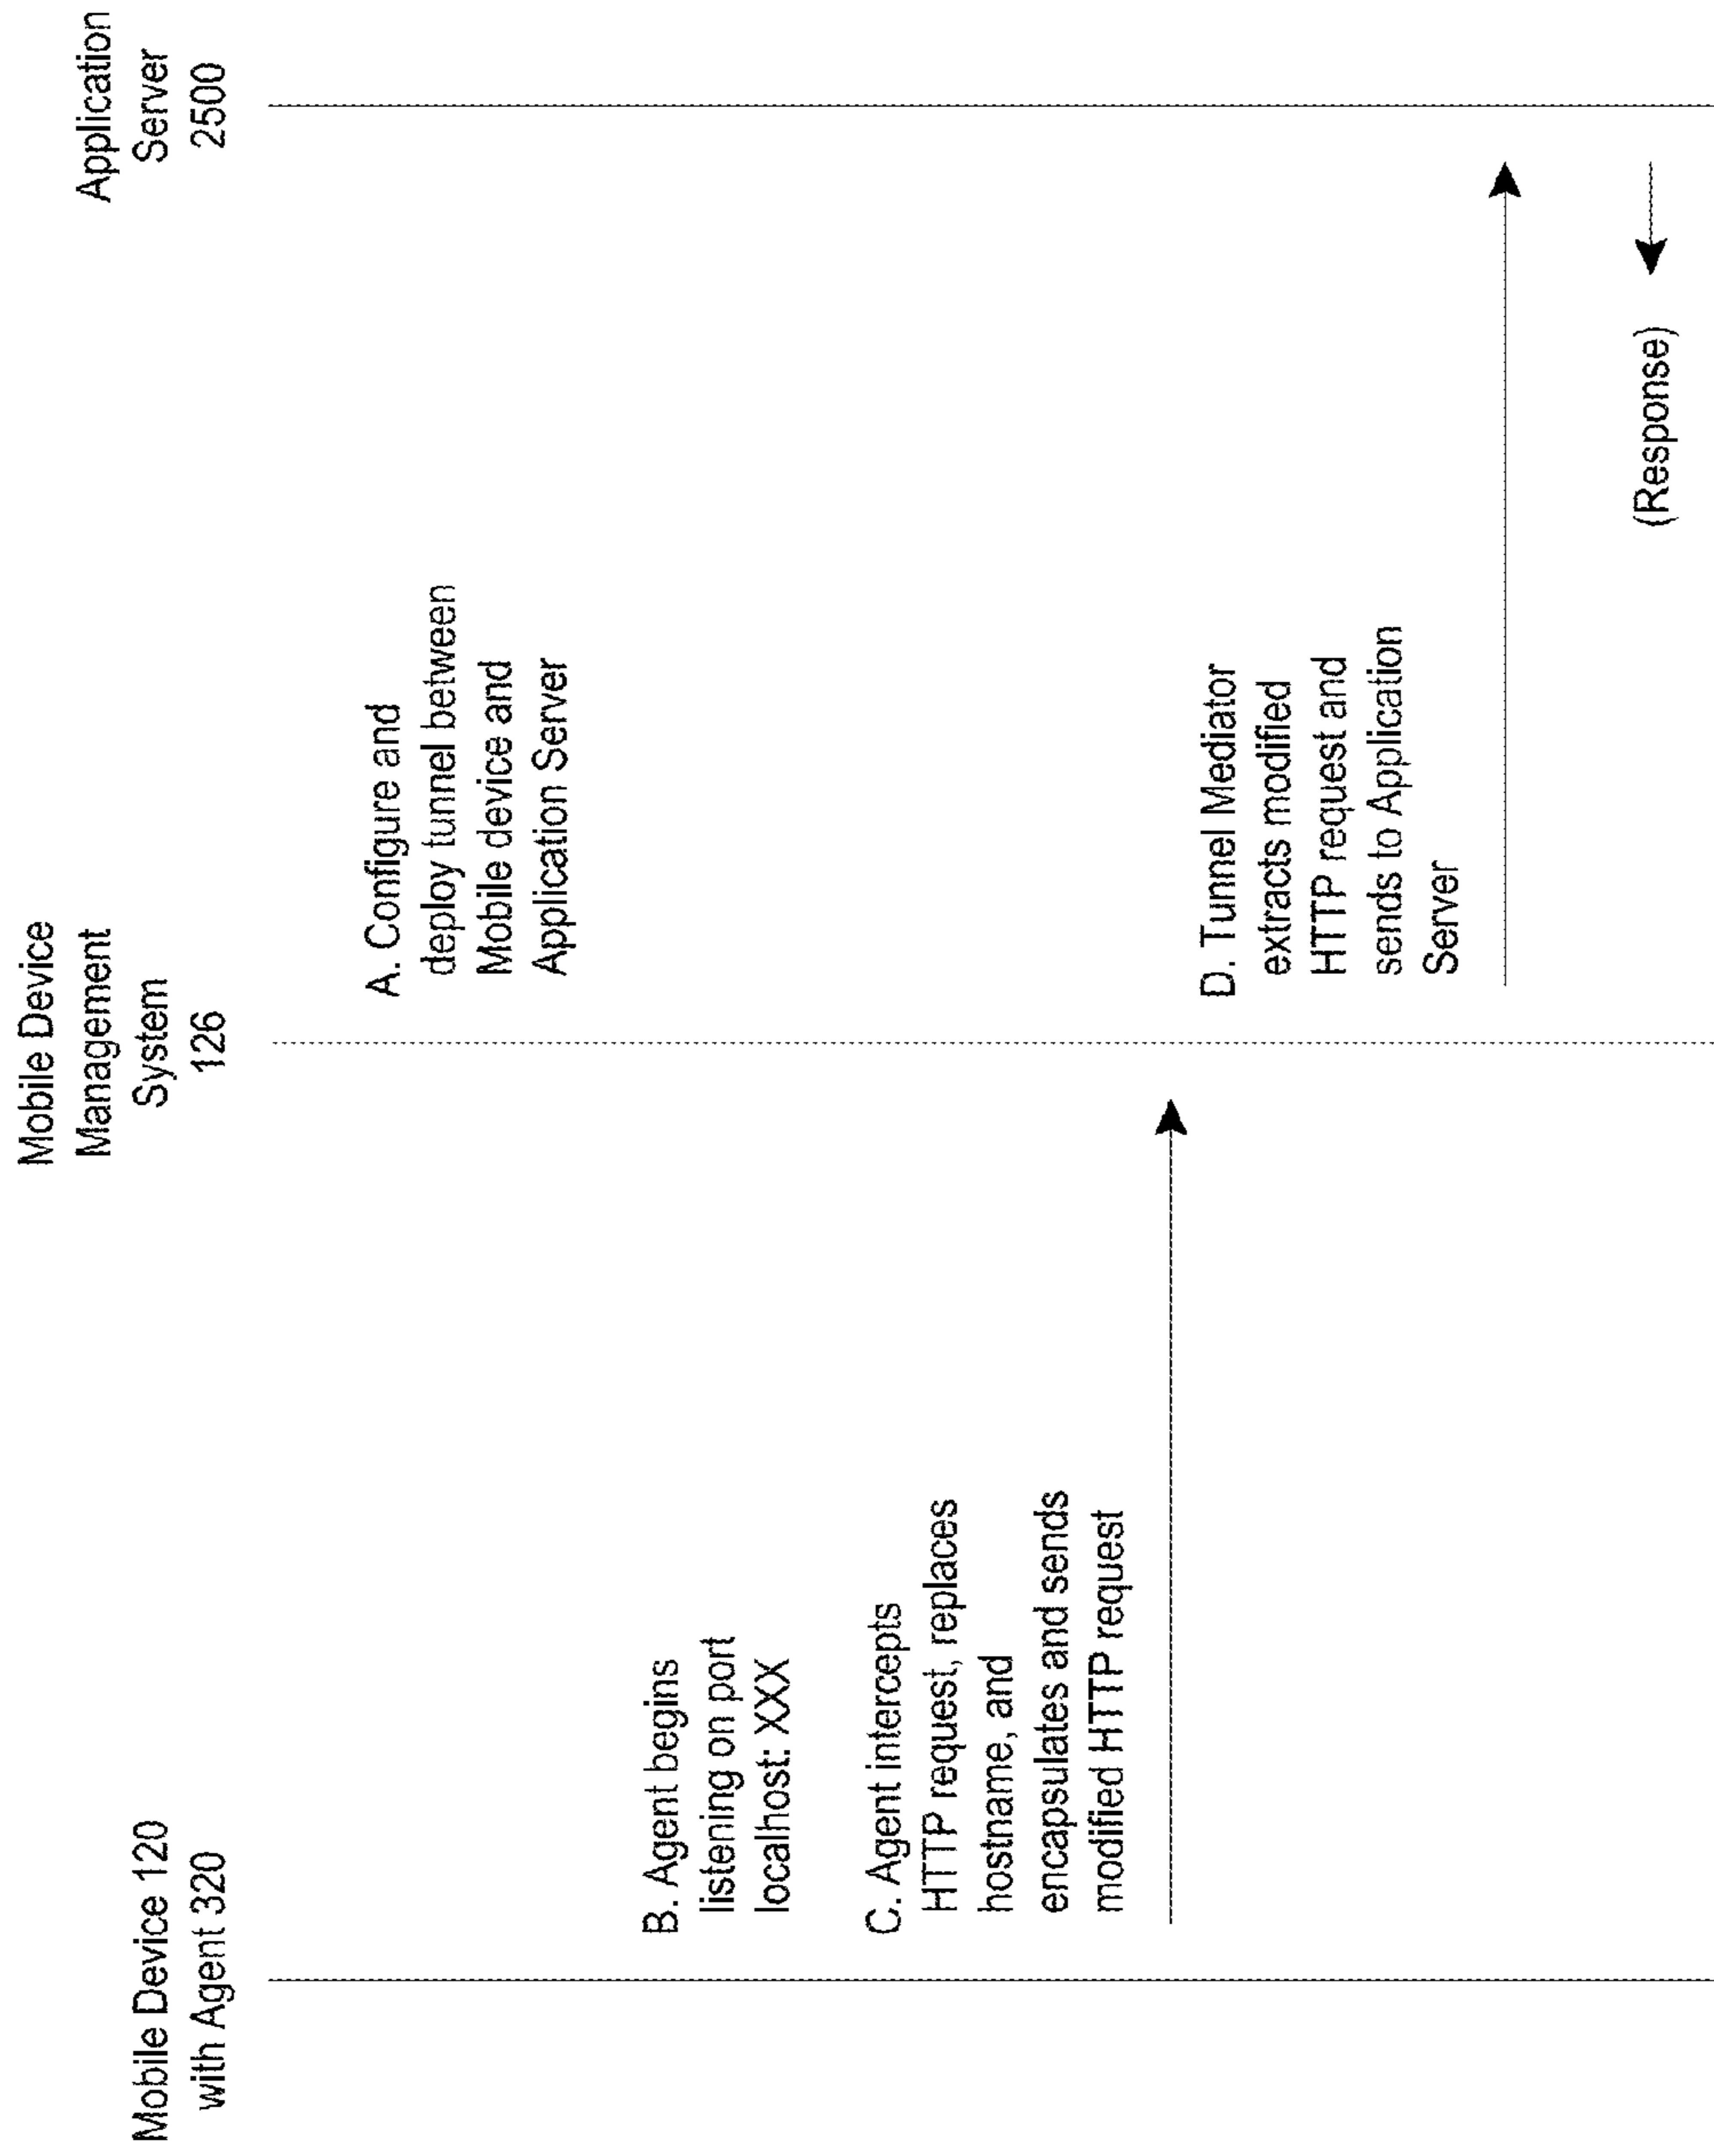 Mobile Device 120
with Agent 320
Mobile Device
Management
System
126
Application
Server
2500
A. Configure and
deploy tunnel between
Mobile device and
Application Server
B. Agent begins
listening on port
localhost: XXX
C. Agent intercepts
HTTP request, replaces
hostname, and
encapsulates and sends
modified HTTP request
D. Tunnel Mediator
extracts modified
HTTP request and
sends to Application
Server
(Response)